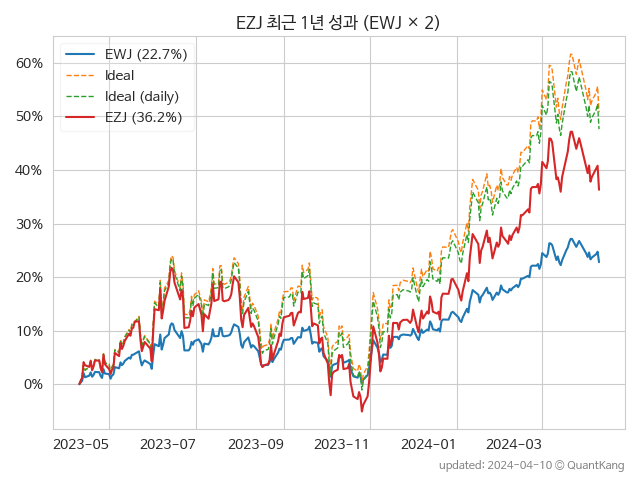 EZJ 최근 1년 성과 (EWJ × 2)
EWJ (22.7%)
Ideal
Ideal (daily)
EZJ (36.2%)
60%
50%
40%
30%
20%
10%
0%
2023-05 2023-07 2023-09 2023-11 2024-01 2024-03
updated: 2024-04-10 © QuantKang